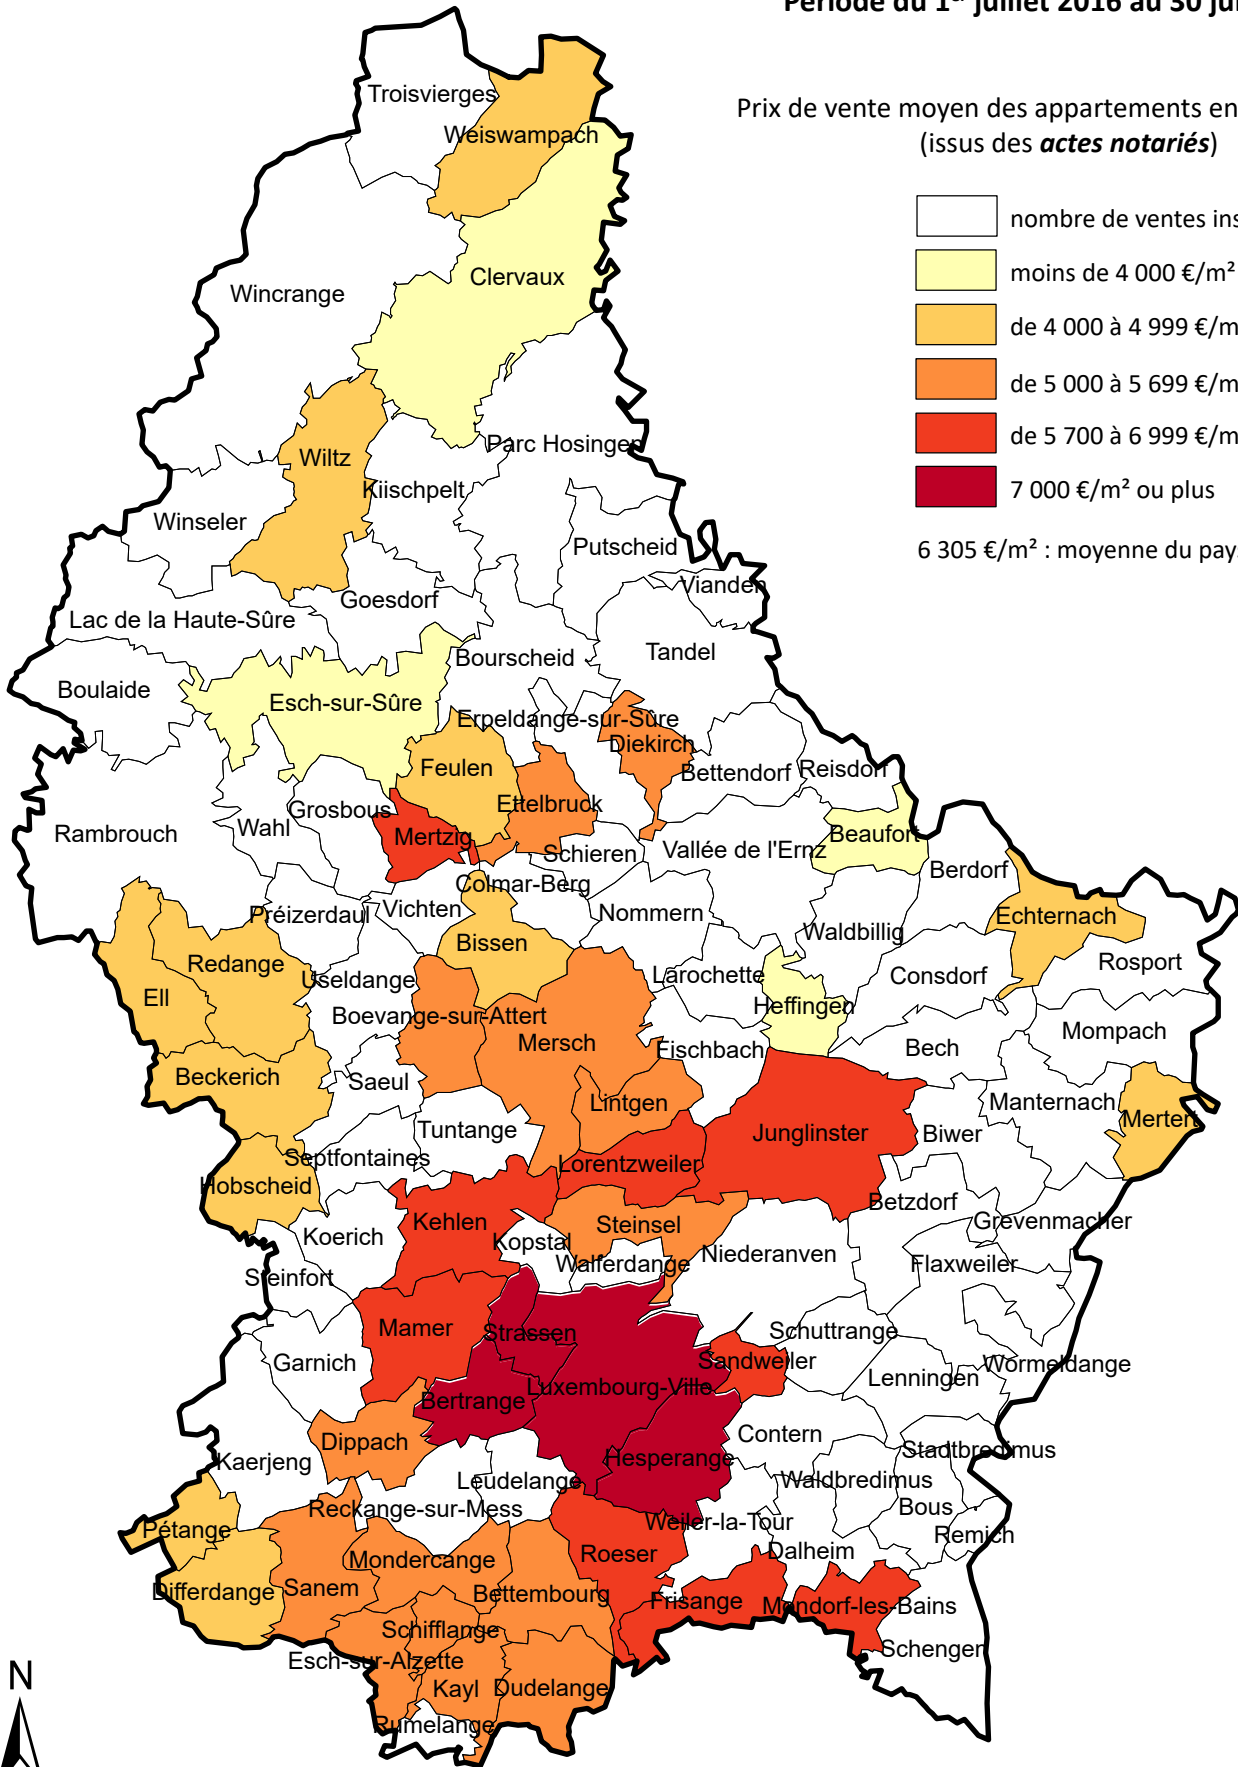 Période du 1er juillet 2016 au 30 jui
Prix de vente moyen des appartements en
(issus des actes notariés)
nombre de ventes ins
moins de 4 000 €/m²
de 4 000 à 4 999 €/m
de 5 000 à 5 699 €/m
de 5 700 à 6 999 €/m
7 000 €/m² ou plus
6 305 €/m² : moyenne du pays
Troisvierges
Weiswampach
Clervaux
Wincrange
Parc Hosingen
Wiltz
Kiischpelt
Winseler
Putscheid
Vianden
Goesdorf
Lac de la Haute-Sûre
Tandel
Bourscheid
Boulaide
Esch-sur-Sûre
Erpeldange-sur-Sûre
Diekirch
Feulen
Bettendorf
Reisdorf
Ettelbruck
Grosbous
Wahl
Rambrouch
Mertzig
Beaufort
Schieren
Vallée de l'Ernz
Berdorf
Colmar-Berg
Préizerdaul
Vichten
Nommern
Echternach
Waldbillig
Bissen
Redange
Rosport
Useldange
Larochette
Consdorf
Ell
Heffingen
Boevange-sur-Attert
Mompach
Mersch
Fischbach
Bech
Beckerich
Saeul
Lintgen
Manternach
Mertert
Tuntange
Junglinster
Biwer
Septfontaines
Lorentzweiler
Hobscheid
Betzdorf
Kehlen
Steinsel
Grevenmacher
Koerich
Kopstal
Niederanven
Walferdange
Flaxweiler
Steinfort
Mamer
Strassen
Schuttrange
Garnich
Sandweiler
Wormeldange
Lenningen
Luxembourg-Ville
Bertrange
Contern
Dippach
Stadtbredimus
Hesperange
Kaerjeng
Leudelange
Waldbredimus
Reckange-sur-Mess
Bous
Weiler-la-Tour
Pétange
Remich
Roeser
Dalheim
Mondercange
Differdange
Sanem
Bettembourg
Frisange
Mondorf-les-Bains
Schifflange
Schengen
Esch-sur-Alzette
Kayl
Dudelange
Rumelange
N